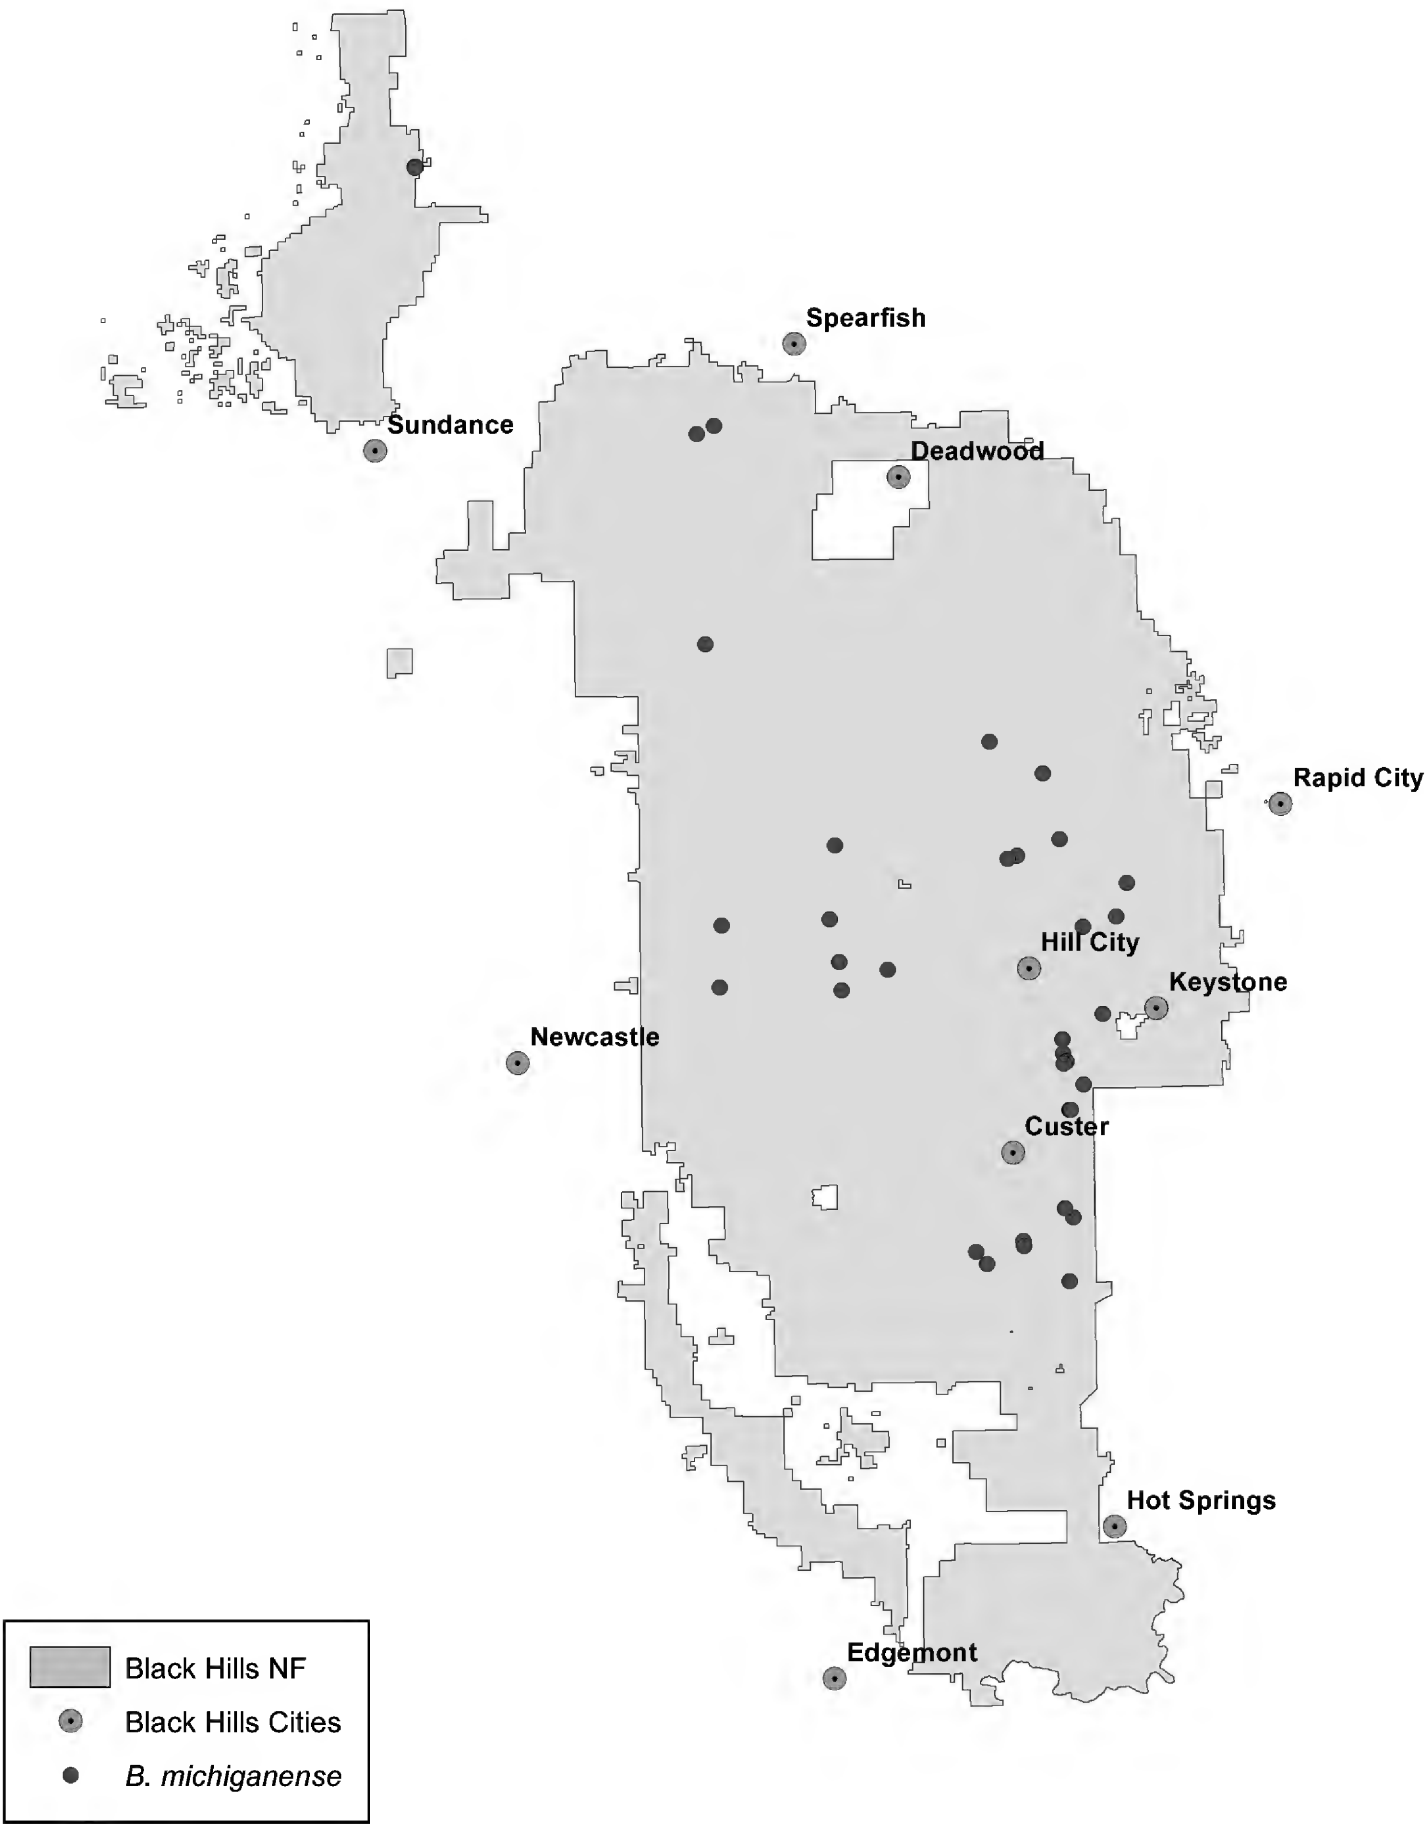 Spearfish
Sundance
Deadwood
Rapid City
Hill City
Keystone
Newcastle
Custer
Hot Springs
Edgemont
Black Hills NF
Black Hills Cities
B. michiganense